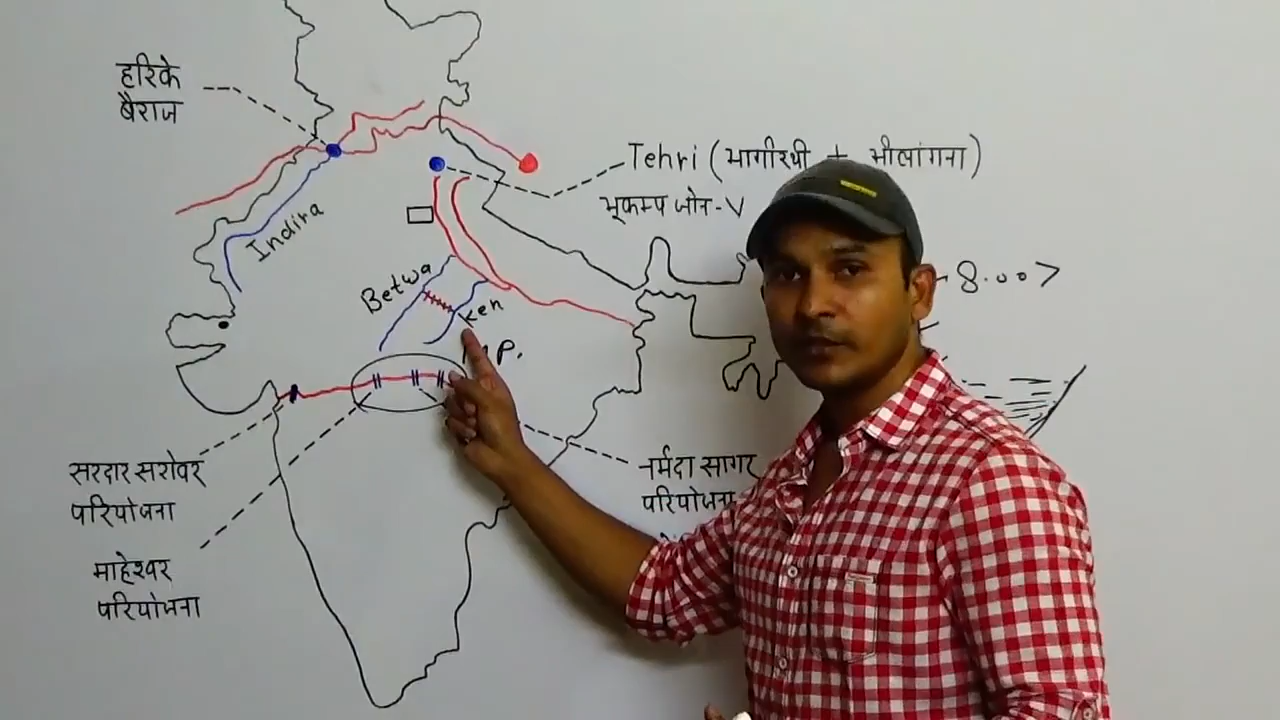 हरिके
बैराज
Tehri (भागीरथी + भीलांगना)
भूकम्प जोन-V
Indira
8.00>
Betwa
Ken
M.P.
सरदार सरोवर
परियोजना
नर्मदा सागर
परियोजना
माहेश्वर
परियोजना